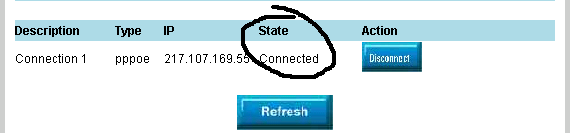 Description Type IP State Action
Connection 1 pppoe 217.107.169.55 Connected Disconnect
Refresh